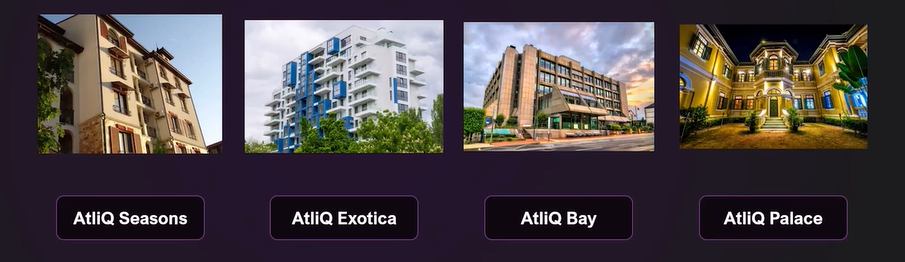 AtliQ Seasons
AtliQ Exotica
AtliQ Bay
AtliQ Palace